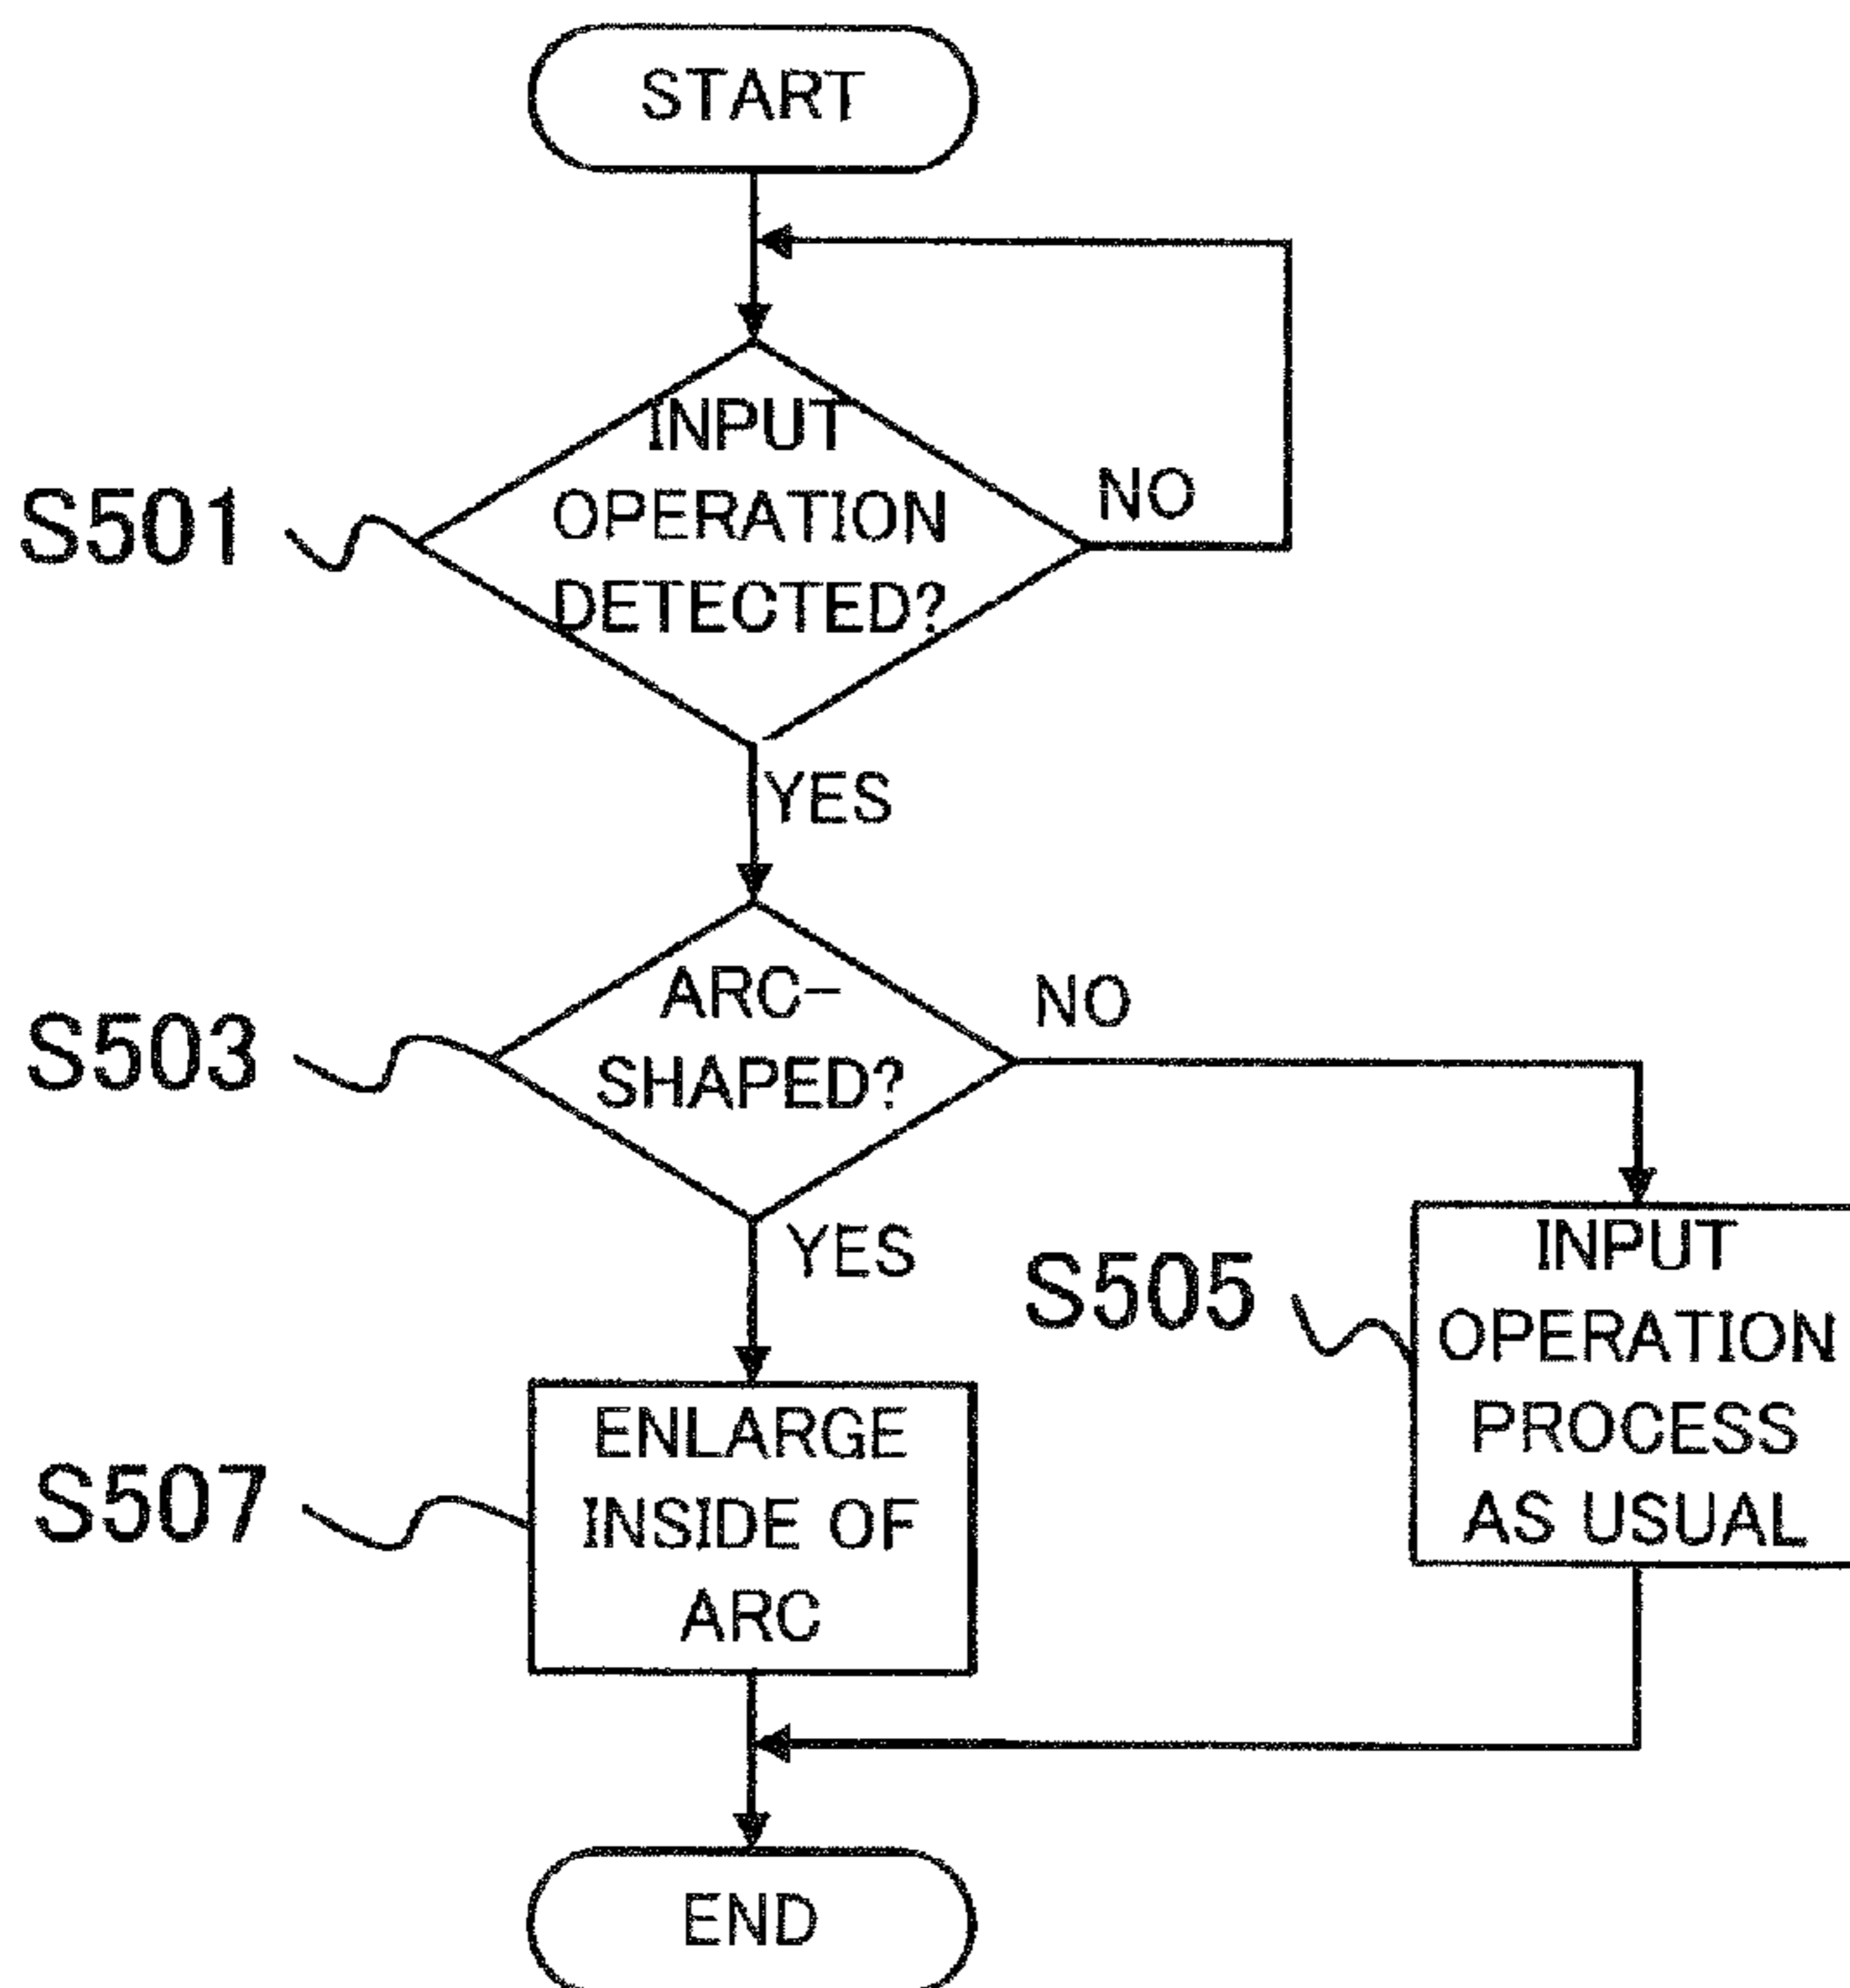 START
INPUT
OPERATION
DETECTED?
S501
NO
YES
ARC-
SHAPED?
S503
NO
YES
INPUT
OPERATION
PROCESS
AS USUAL
S505
ENLARGE
INSIDE OF
ARC
S507
END